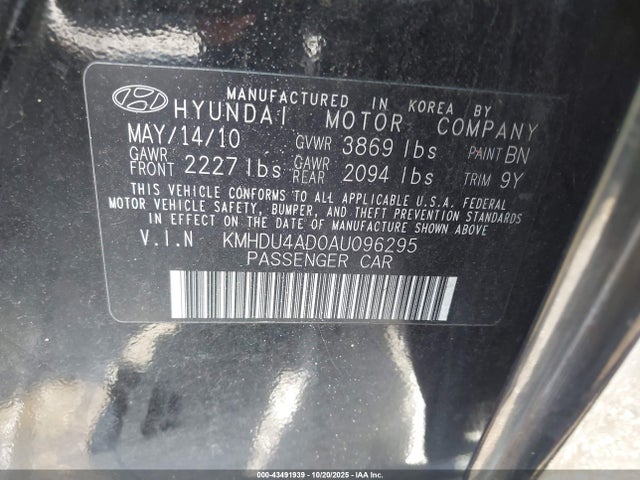 MANUFACTURED IN KOREA BY
HYUNDAI MOTOR COMPANY
MAY/14/10 GVWR 3869 lbs PAINT BN
GAWR FRONT 2227 lbs GAWR REAR 2094 lbs TRIM 9Y
THIS VEHICLE CONFORMS TO ALL APPLICABLE U.S.A. FEDERAL
MOTOR VEHICLE SAFETY, BUMPER, AND THEFT PREVENTION STANDARDS
IN EFFECT ON THE DATE OF MANUFACTURE SHOWN ABOVE.
V.I.N KMHDU4AD0AU096295
PASSENGER CAR
000-43491939 - 10/20/2025 - IAA Inc.